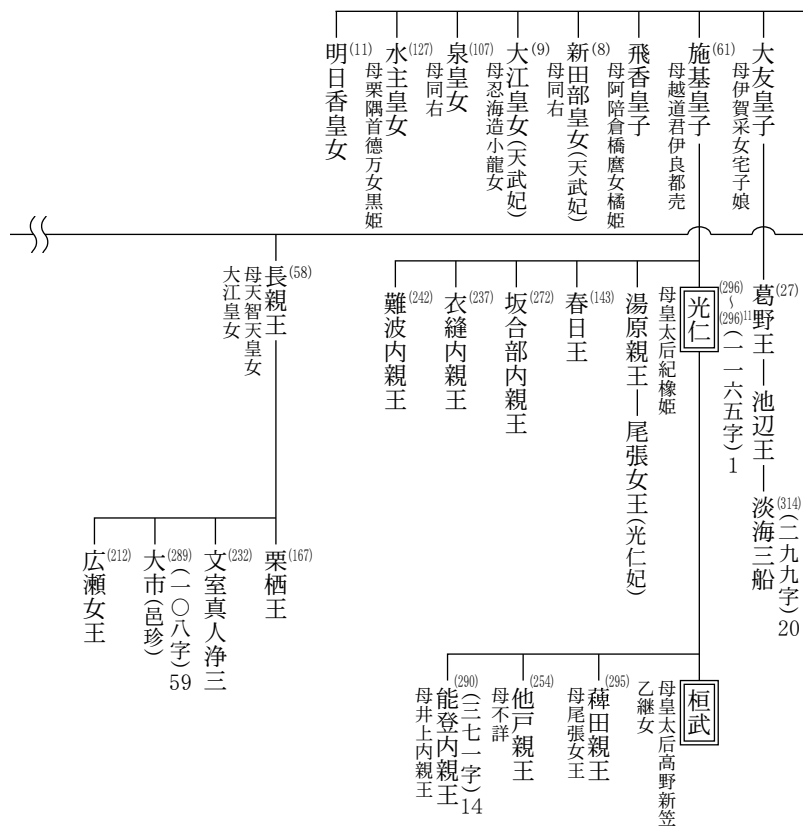 大友皇子
母伊賀采女宅子娘
施基皇子(61)
母越道君伊良都売
飛香皇子
母阿陪倉橋麿女橘姫
新田部皇女(天武妃)(8)
母同右
大江皇女(天武妃)(9)
母忍海造小龍女
泉皇女(107)
母同右
水主皇女(127)
母栗隅首徳万女黒姫
明日香皇女(11)
葛野王(27)
池辺王
淡海三船(314)(二九九字)20
光仁
(296)〜(296)11(一一六五字)1
母皇太后紀橡姫
湯原親王
尾張女王(光仁妃)
春日王(143)
坂合部内親王(272)
衣縫内親王(237)
難波内親王(242)
長親王(58)
母天智天皇女
大江皇女
桓武
母皇太后高野新笠
乙継女
薭田親王(295)
母尾張女王
他戸親王(254)
母不詳
能登内親王(290)(三七一字)14
母井上内親王
栗栖王(167)
文室真人浄三(232)
大市(邑珍)(289)(一〇八字)59
広瀬女王(212)